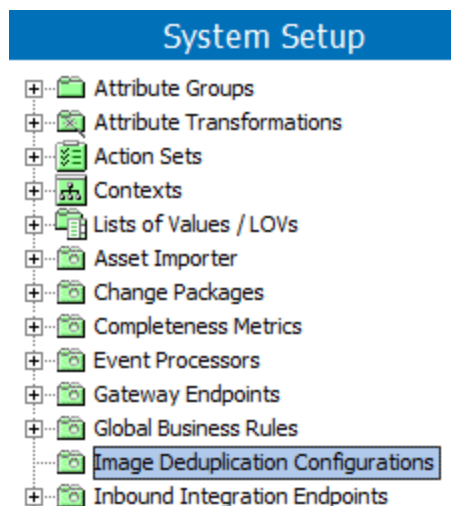 System Setup
Attribute Groups
Attribute Transformations
Action Sets
Contexts
Lists of Values / LOVs
Asset Importer
Change Packages
Completeness Metrics
Event Processors
Gateway Endpoints
Global Business Rules
Image Deduplication Configurations
Inbound Integration Endpoints